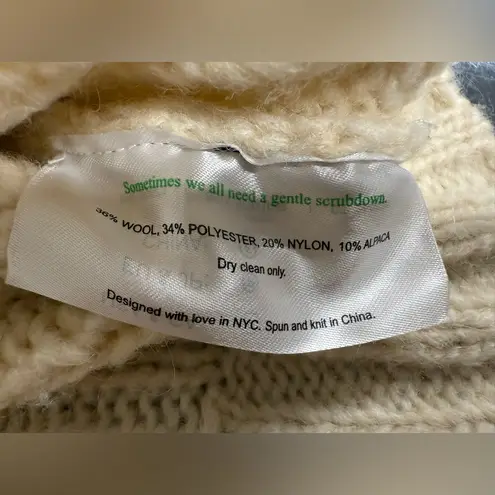 Sometimes we all need a gentle scrubdown.
36% WOOL, 34% POLYESTER, 20% NYLON, 10% ALPACA
Dry clean only.
Designed with love in NYC. Spun and knit in China.